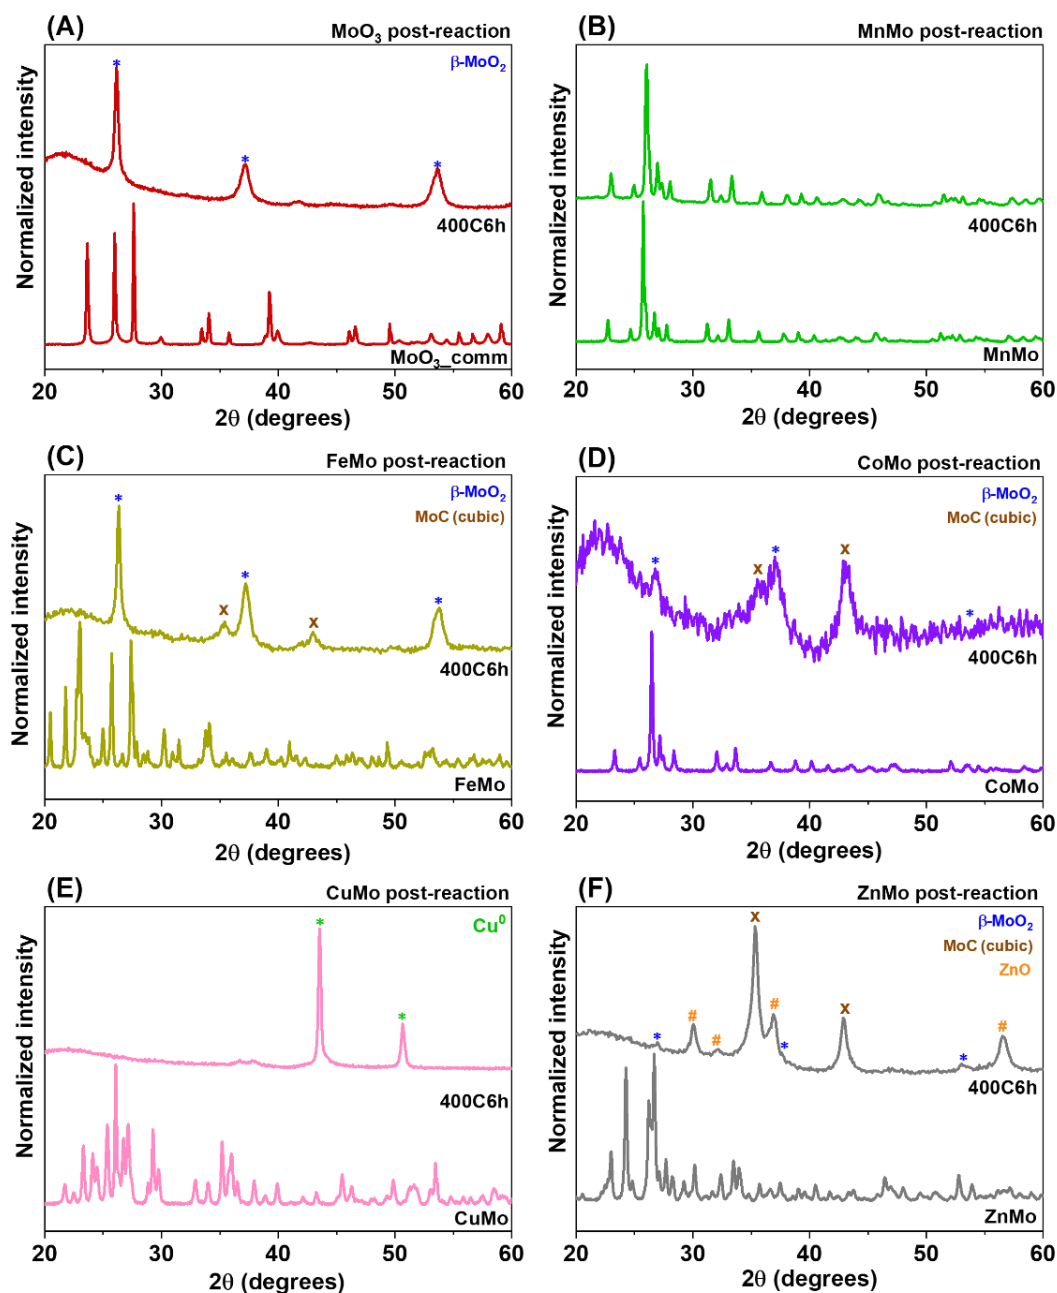 (A)
MoO₃ post-reaction
β-MoO₂
*
*
*
400C6h
MoO₃_comm
Normalized intensity
20 30 40 50 60
2θ (degrees)
(B)
MnMo post-reaction
400C6h
MnMo
Normalized intensity
20 30 40 50 60
2θ (degrees)
(C)
FeMo post-reaction
β-MoO₂
MoC (cubic)
*
*
*
x
x
400C6h
FeMo
Normalized intensity
20 30 40 50 60
2θ (degrees)
(D)
CoMo post-reaction
β-MoO₂
MoC (cubic)
x
*
x
*
*
400C6h
CoMo
Normalized intensity
20 30 40 50 60
2θ (degrees)
(E)
CuMo post-reaction
Cu⁰
*
*
400C6h
CuMo
Normalized intensity
20 30 40 50 60
2θ (degrees)
(F)
ZnMo post-reaction
β-MoO₂
MoC (cubic)
ZnO
x
# # x #
* # * *
400C6h
ZnMo
Normalized intensity
20 30 40 50 60
2θ (degrees)